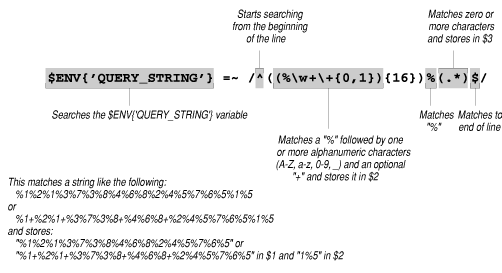 Starts searching
from the beginning
of the line
Matches zero or
more characters
and stores in $3
$ENV{'QUERY_STRING'} =~ /^((%\w+\+{0,1}){16})%(.*)$/
Searches the $ENV{'QUERY_STRING'} variable
Matches
"%"
Matches to
end of line
Matches a "%" followed by one
or more alphanumeric characters
(A-Z, a-z, 0-9, _) and an optional
"+" and stores it in $2
This matches a string like the following:
%1%2%1%3%7%3%8%4%6%8%2%4%5%7%6%5%1%5
or
%1+%2%1+%3%7%3%8+%4%6%8+%2%4%5%7%6%5%1%5
and stores:
"%1%2%1%3%7%3%8%4%6%8%2%4%5%7%6%5" or
"%1+%2%1+%3%7%3%8+%4%6%8+%2%4%5%7%6%5" in $1 and "1%5" in $2